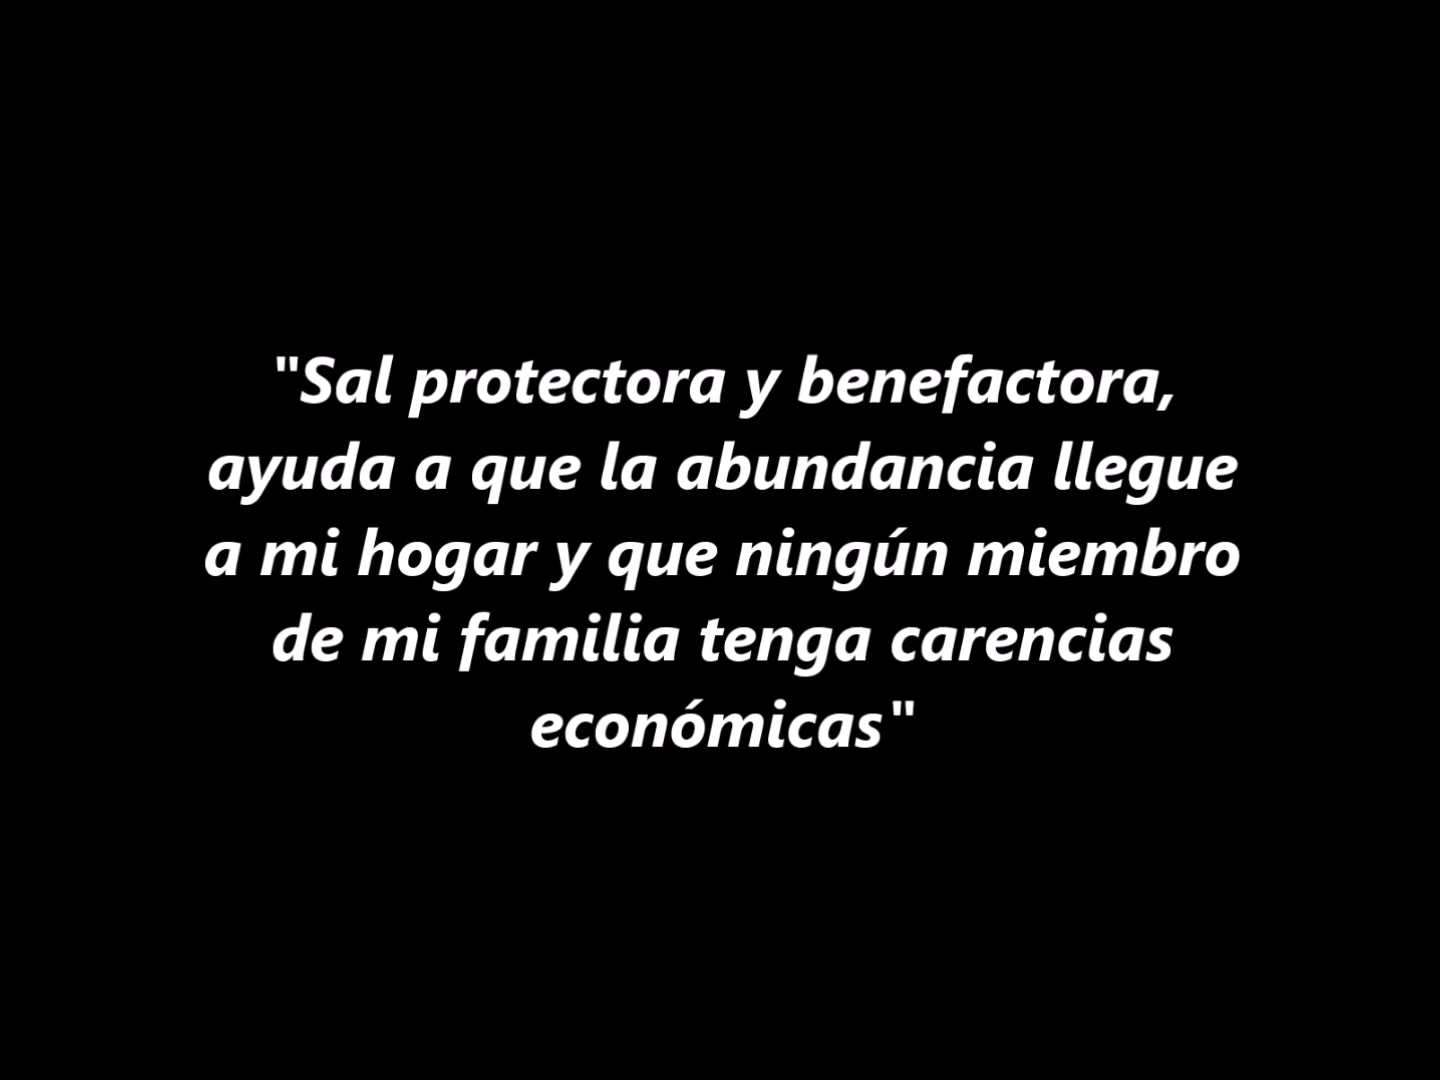 "Sal protectora y benefactora,
ayuda a que la abundancia llegue
a mi hogar y que ningún miembro
de mi familia tenga carencias
económicas"